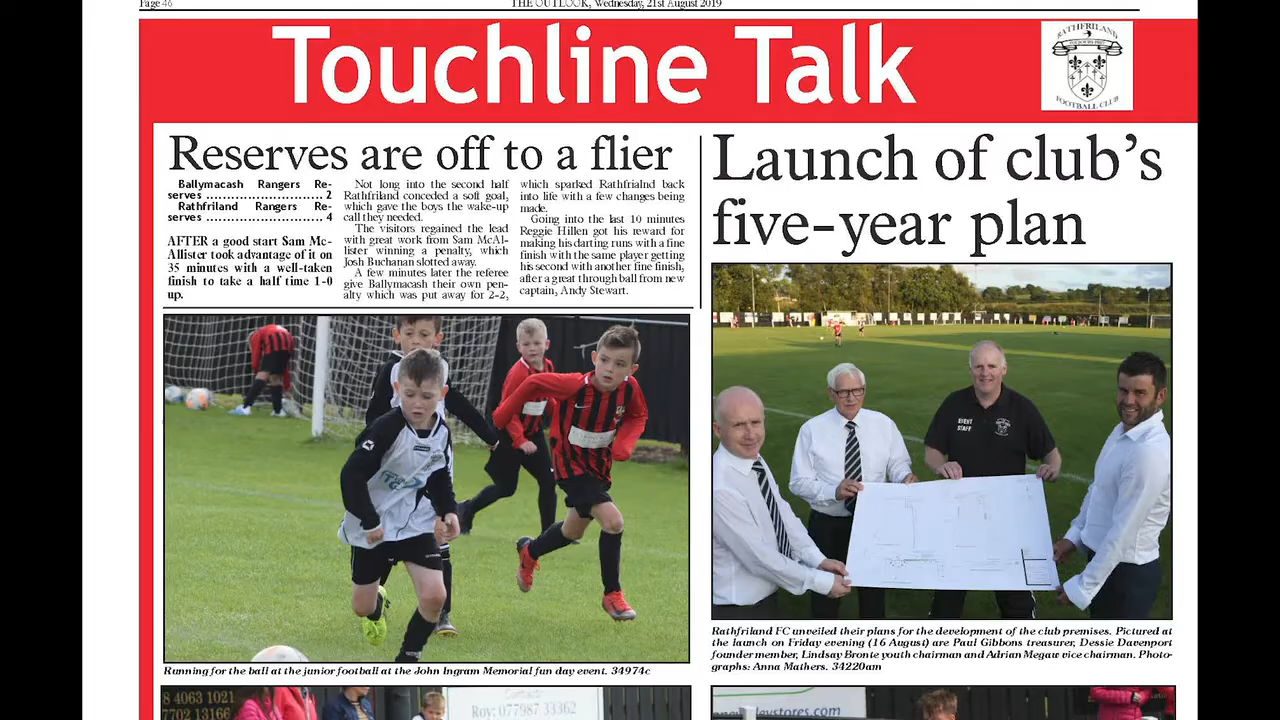 Page 46
THE OUTLOOK, Wednesday, 21st August 2019
Touchline Talk
RATHFRILAND
FOOTBALL CLUB
Reserves are off to a flier
Ballymacash Rangers Re-
serves ............................ 2
Rathfriland Rangers Re-
serves ............................ 4
AFTER a good start Sam Mc-
Allister took advantage of it on
35 minutes with a well-taken
finish to take a half time 1-0
up.
Not long into the second half
Rathfriland conceded a soft goal,
which gave the boys the wake-up
call they needed.
The visitors regained the lead
with great work from Sam McAl-
lister winning a penalty, which
Josh Buchanan slotted away.
A few minutes later the referee
give Ballymacash their own pen-
alty which was put away for 2-2,
which sparked Rathfrialnd back
into life with a few changes being
made.
Going into the last 10 minutes
Reggie Hillen got his reward for
making his darting runs with a fine
finish with the same player getting
his second with another fine finish,
after a great through ball from new
captain, Andy Stewart.
Launch of club's
five-year plan
EVENT
STAFF
Running for the ball at the junior football at the John Ingram Memorial fun day event. 34974c
Rathfriland FC unveiled their plans for the development of the club premises. Pictured at
the launch on Friday evening (16 August) are Paul Gibbons treasurer, Dessie Davenport
founder member, Lindsay Bronte youth chairman and Adrian Megaw vice chairman. Photo-
graphs: Anna Mathers. 34220am
8 4063 1021
7702 13166
Contact:
Roy: 077987 33362
leystores.com